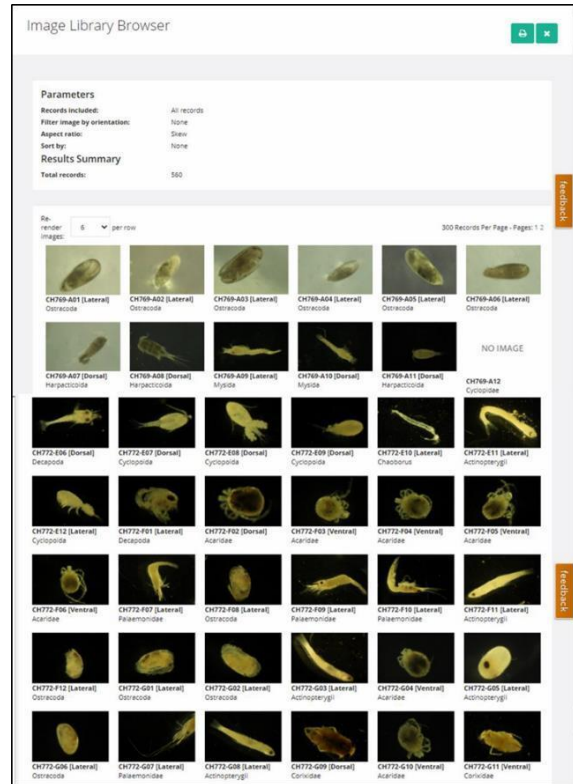 Image Library Browser
Parameters
Records included: All records
Filter image by orientation: None
Aspect ratio: Skew
Sort by: None
Results Summary
Total records: 560
feedback
Re-render images: 6 per row
300 Records Per Page - Pages: 1 2
CH769-A01 [Lateral] CH769-A02 [Lateral] CH769-A03 [Lateral] CH769-A04 [Lateral] CH769-A05 [Lateral] CH769-A06 [Lateral]
Ostracoda Ostracoda Ostracoda Ostracoda Ostracoda Ostracoda
NO IMAGE
CH769-A07 [Dorsal] CH769-A08 [Dorsal] CH769-A09 [Lateral] CH769-A10 [Dorsal] CH769-A11 [Dorsal] CH769-A12
Harpacticoida Harpacticoida Mysida Mysida Harpacticoida Cyclopidae
CH772-E06 [Dorsal] CH772-E07 [Dorsal] CH772-E08 [Dorsal] CH772-E09 [Dorsal] CH772-E10 [Lateral] CH772-E11 [Lateral]
Decapoda Cyclopoida Cyclopoida Cyclopoida Chaoborus Actinopterygii
CH772-E12 [Lateral] CH772-F01 [Lateral] CH772-F02 [Dorsal] CH772-F03 [Ventral] CH772-F04 [Ventral] CH772-F05 [Ventral]
Cyclopoida Decapoda Acaridae Acaridae Acaridae Acaridae
feedback
CH772-F06 [Ventral] CH772-F07 [Lateral] CH772-F08 [Lateral] CH772-F09 [Lateral] CH772-F10 [Lateral] CH772-F11 [Lateral]
Acaridae Palaemonidae Ostracoda Palaemonidae Palaemonidae Actinopterygii
CH772-F12 [Lateral] CH772-G01 [Lateral] CH772-G02 [Lateral] CH772-G03 [Lateral] CH772-G04 [Ventral] CH772-G05 [Lateral]
Ostracoda Ostracoda Ostracoda Actinopterygii Acaridae Actinopterygii
CH772-G06 [Lateral] CH772-G07 [Lateral] CH772-G08 [Lateral] CH772-G09 [Dorsal] CH772-G10 [Ventral] CH772-G11 [Ventral]
Ostracoda Palaemonidae Actinopterygii Corixidae Acaridae Corixidae